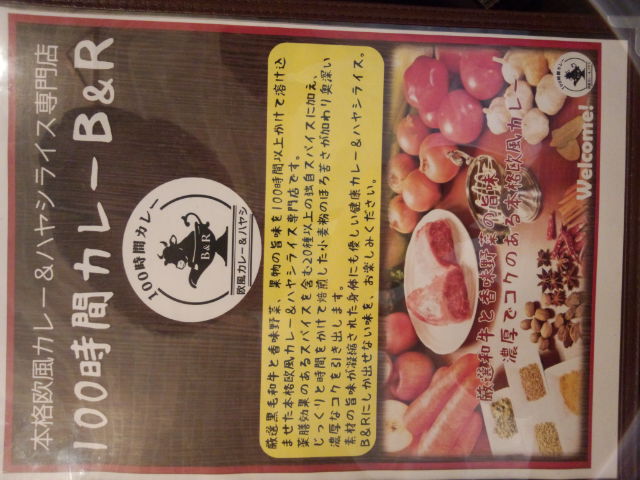 本格欧風カレー＆ハヤシライス専門店
100時間カレーB&R
100時間カレー
B&R
欧風カレー&ハヤシ
厳選黒毛和牛と香味野菜、果物の旨味を100時間以上かけて溶け込
ませた本格欧風カレー&ハヤシライス専門店です。
薬膳効果のあるスパイスを含む20種以上の独自スパイスに加え、
じっくりと時間をかけて焙煎した小麦粉のほろ苦さが加わり奥深い
濃厚なコクを引き出します。
素材の旨味が凝縮された身体にも優しい健康カレー&ハヤシライス。
B&Rにしか出せない味を、お楽しみください。
厳選和牛と香味野菜の旨味
濃厚でコクのある本格欧風カレー
Welcome!
100時間カレー